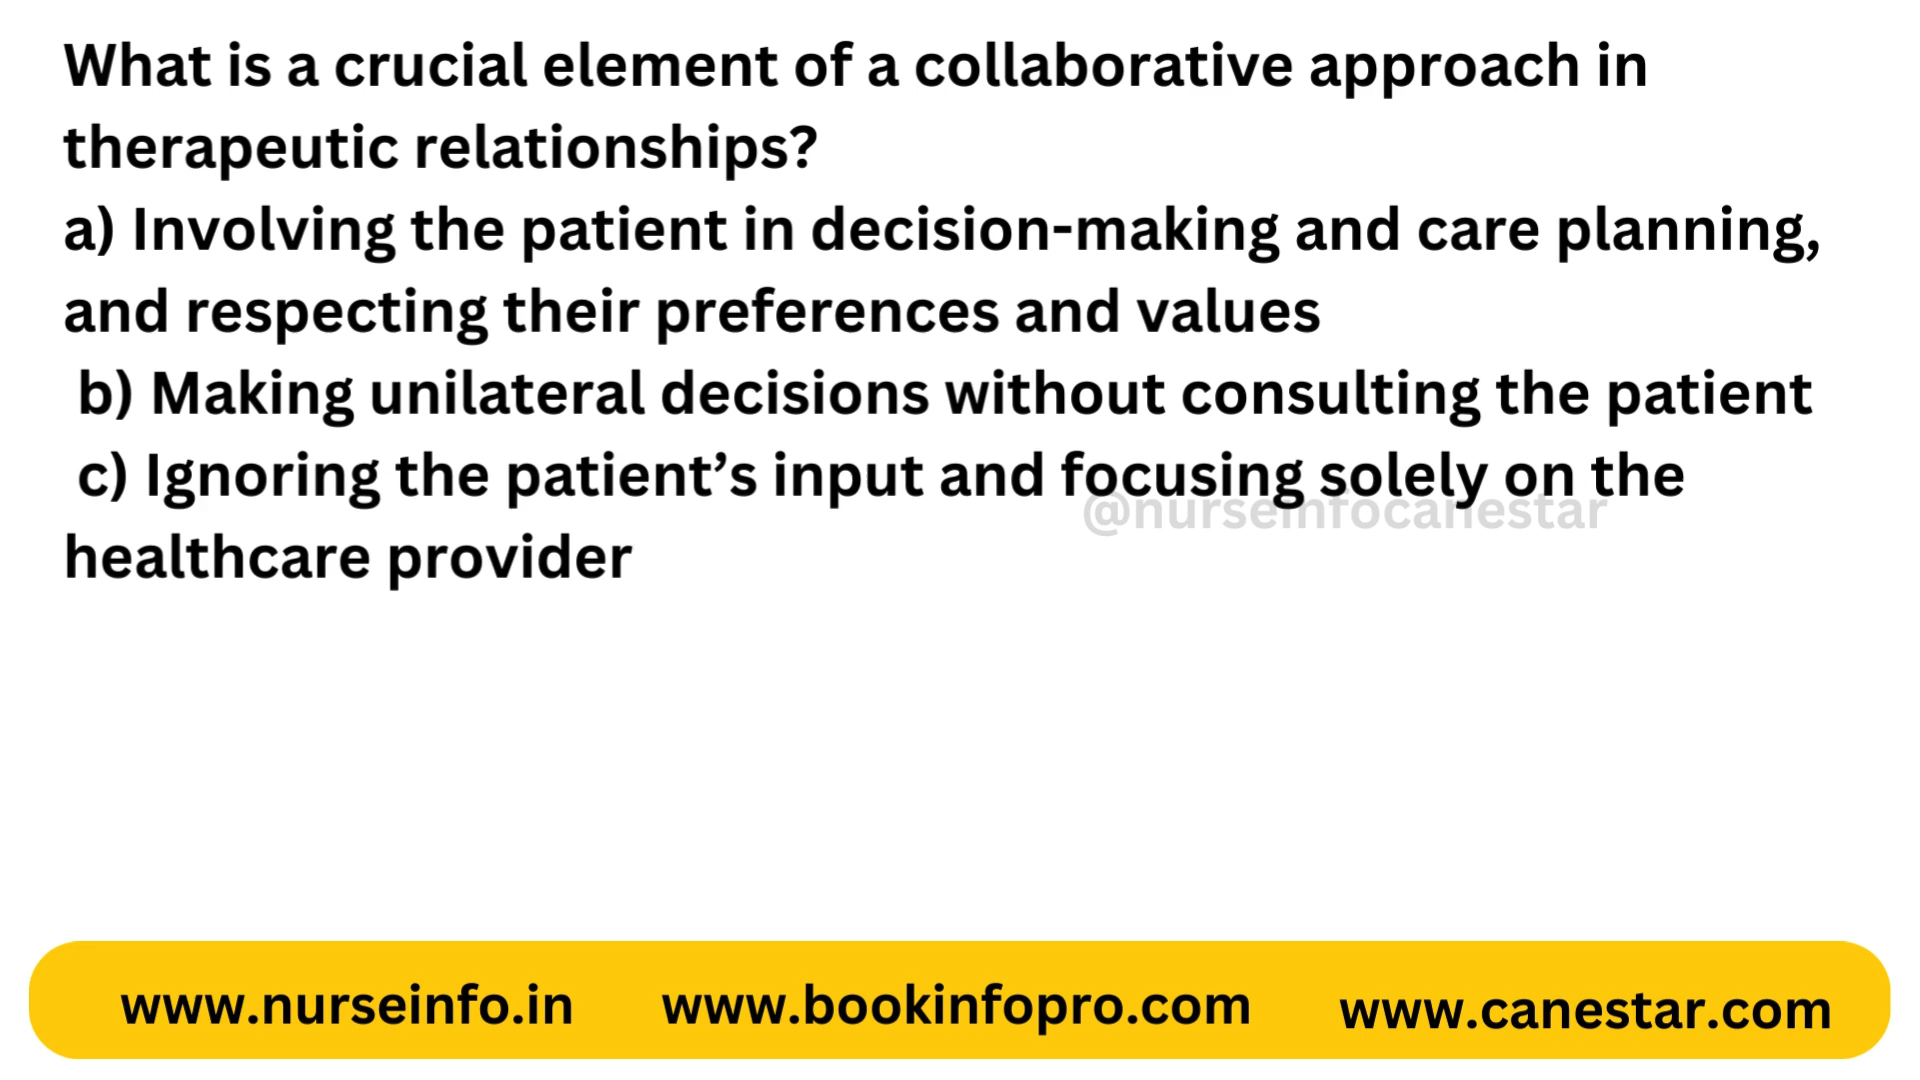 What is a crucial element of a collaborative approach in
therapeutic relationships?
a) Involving the patient in decision-making and care planning,
and respecting their preferences and values
b) Making unilateral decisions without consulting the patient
c) Ignoring the patient’s input and focusing solely on the
@nurseinfocanestar
healthcare provider
www.nurseinfo.in www.bookinfopro.com www.canestar.com